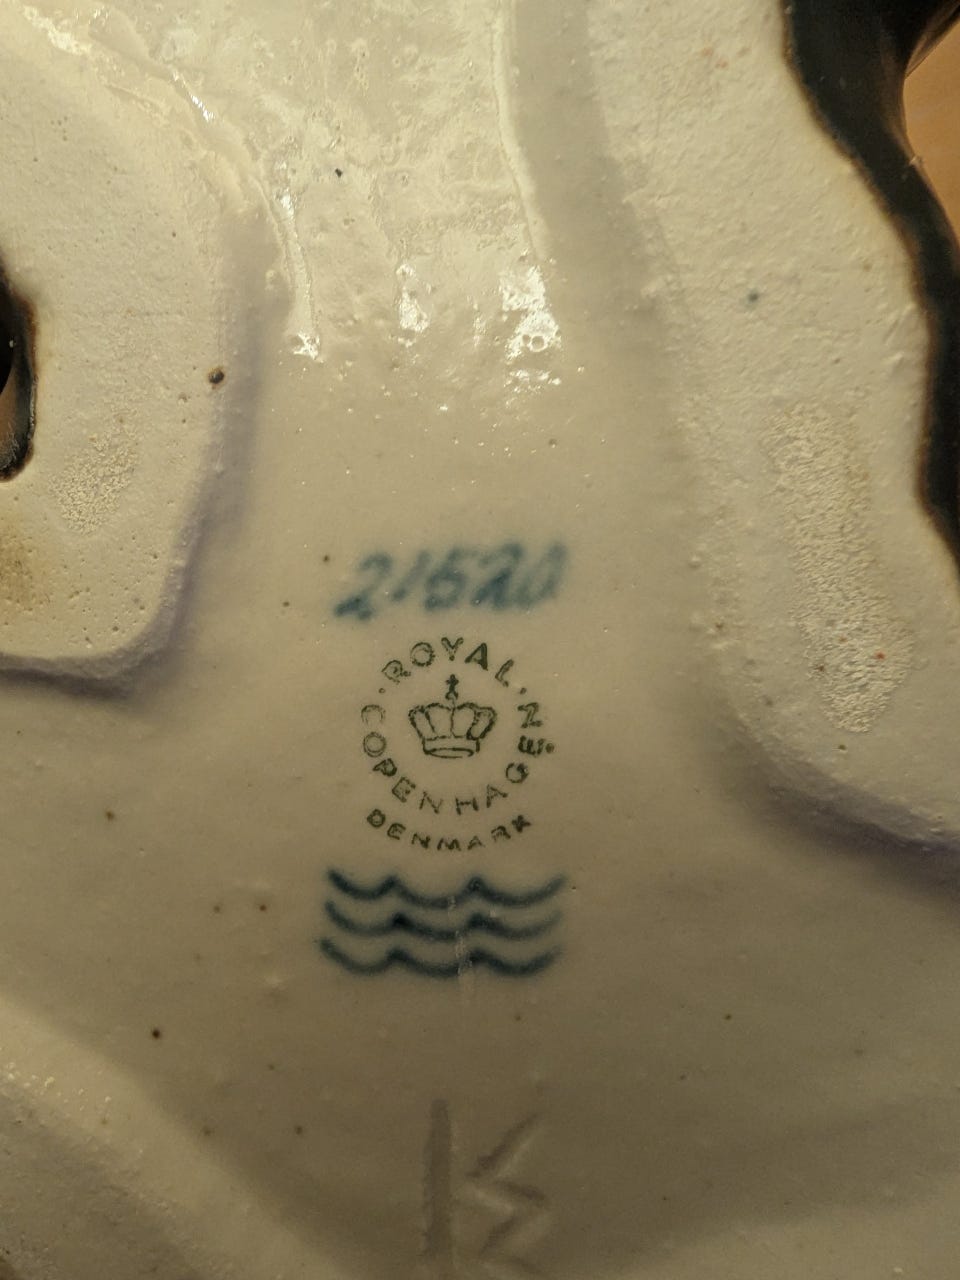 21520
ROYAL
COPENHAGEN
DENMARK